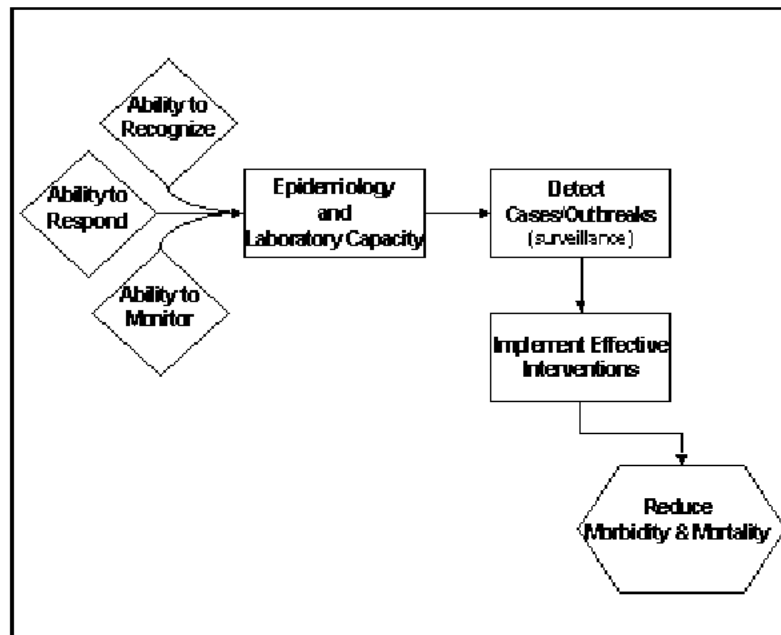 Ability to
Recognize
Ability to
Respond
Ability to
Monitor
Epidemiology
and
Laboratory Capacity
Detect
Cases/Outbreaks
(surveillance)
Implement Effective
Interventions
Reduce
Morbidity & Mortality